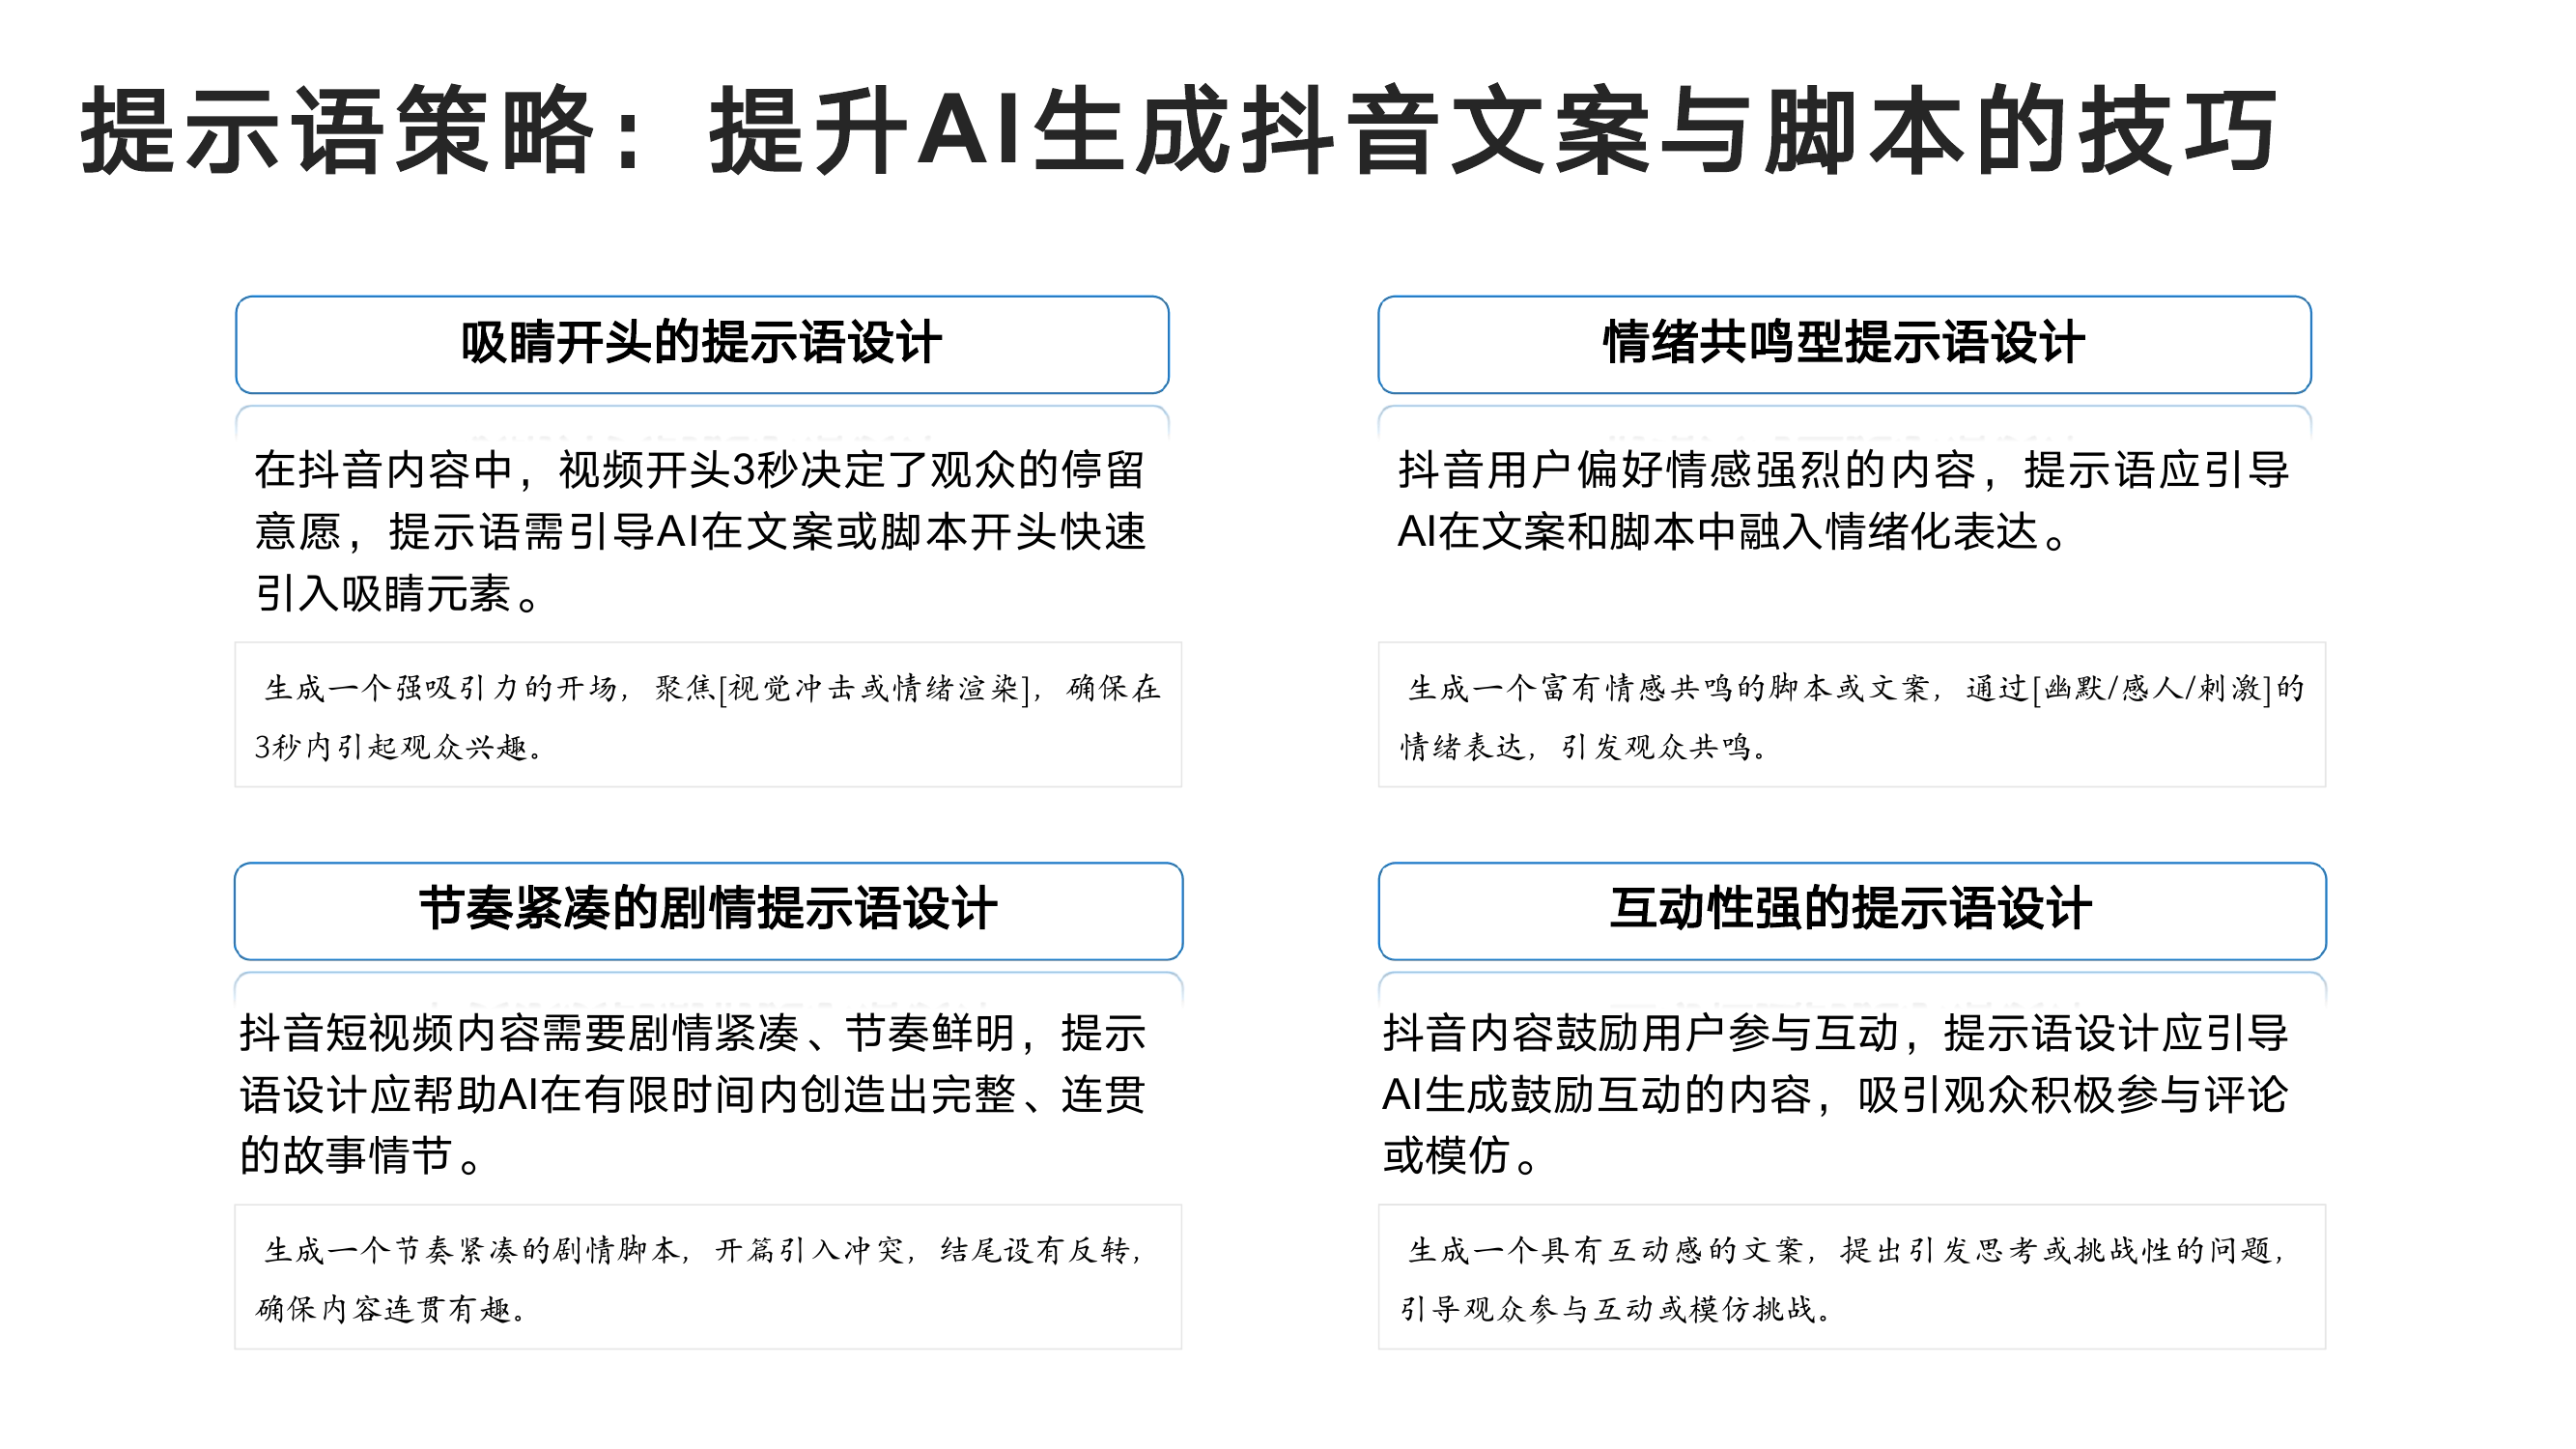 提示语策略：提升AI生成抖音文案与脚本的技巧
吸睛开头的提示语设计
在抖音内容中，视频开头3秒决定了观众的停留
意愿，提示语需引导AI在文案或脚本开头快速
引入吸睛元素。
生成一个强吸引力的开场，聚焦[视觉冲击或情绪渲染]，确保在
3秒内引起观众兴趣。
情绪共鸣型提示语设计
抖音用户偏好情感强烈的内容，提示语应引导
AI在文案和脚本中融入情绪化表达。
生成一个富有情感共鸣的脚本或文案，通过[幽默/感人/刺激]的
情绪表达，引发观众共鸣。
节奏紧凑的剧情提示语设计
抖音短视频内容需要剧情紧凑、节奏鲜明，提示
语设计应帮助AI在有限时间内创造出完整、连贯
的故事情节。
生成一个节奏紧凑的剧情脚本，开篇引入冲突，结尾设有反转，
确保内容连贯有趣。
互动性强的提示语设计
抖音内容鼓励用户参与互动，提示语设计应引导
AI生成鼓励互动的内容，吸引观众积极参与评论
或模仿。
生成一个具有互动感的文案，提出引发思考或挑战性的问题，
引导观众参与互动或模仿挑战。